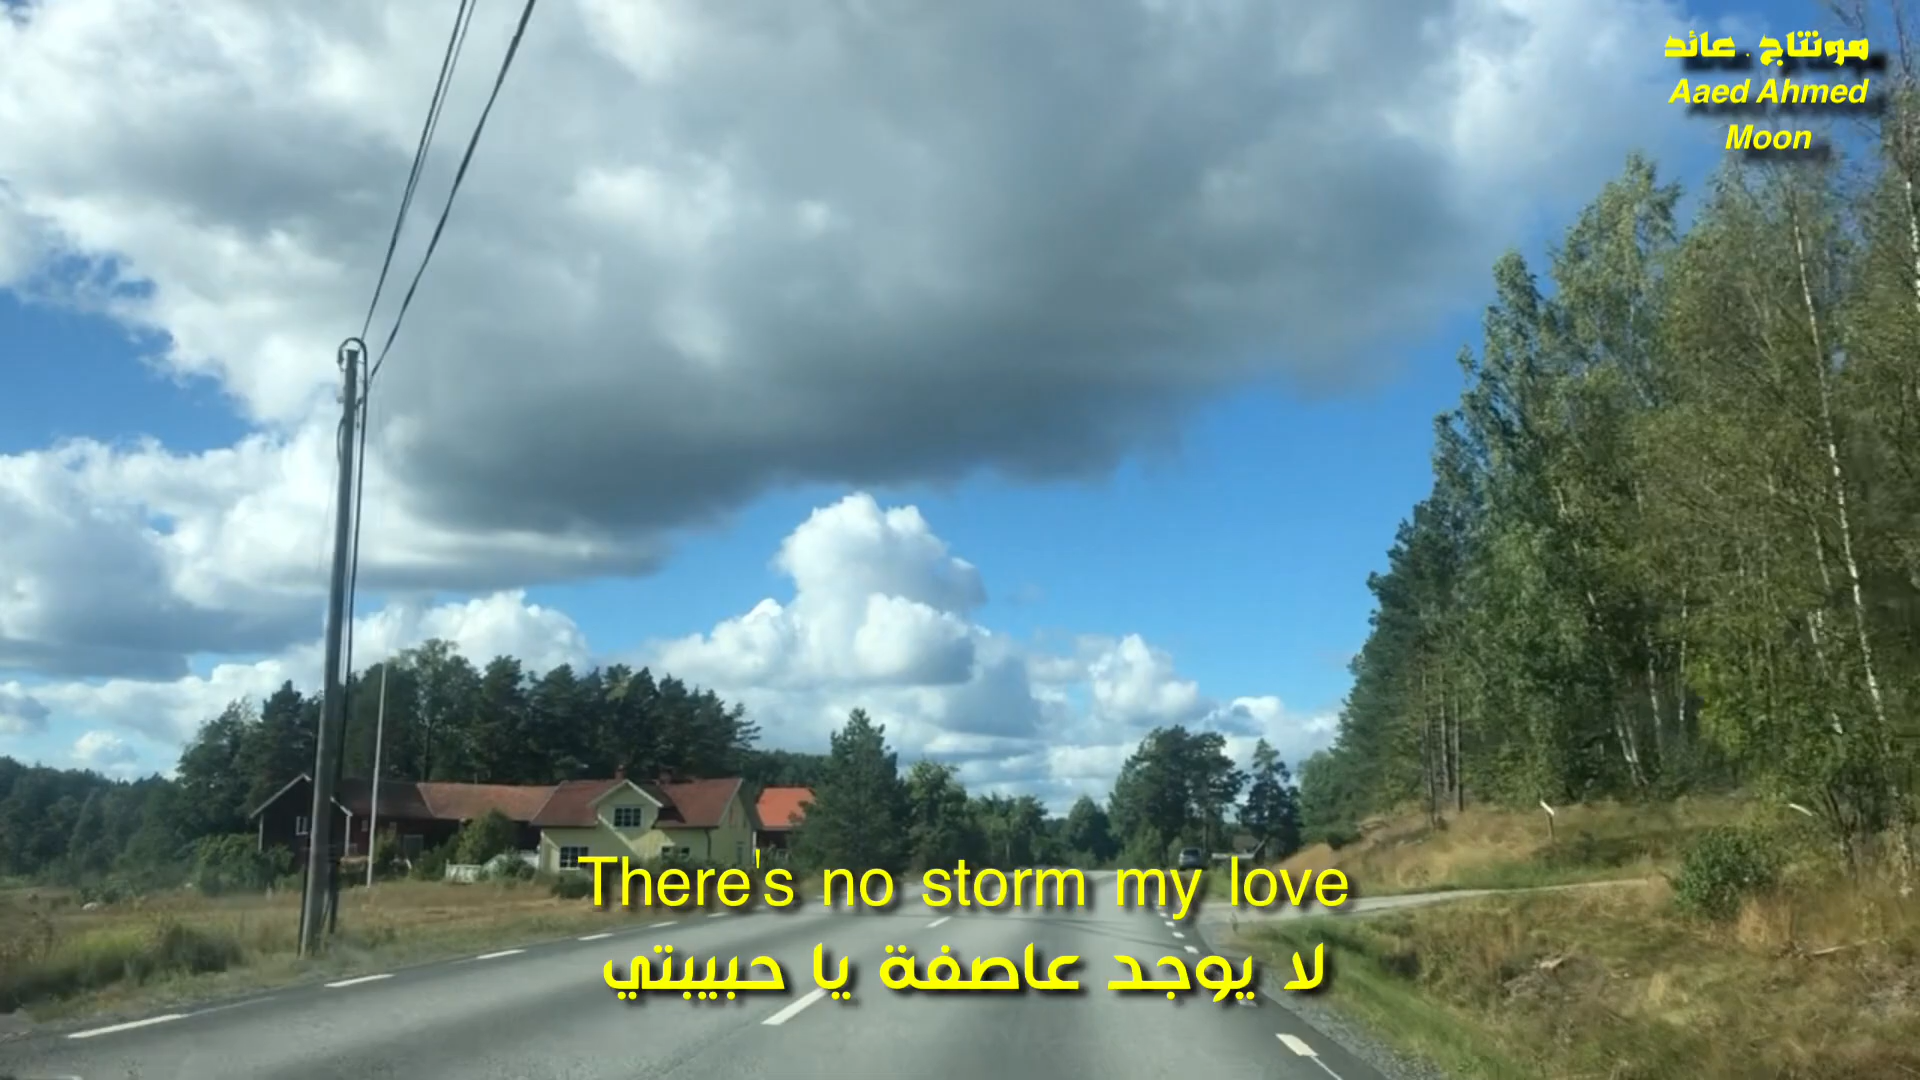 مونتاج . عائد
Aaed Ahmed
Moon
There's no storm my love
لا يوجد عاصفة يا حبيبتي